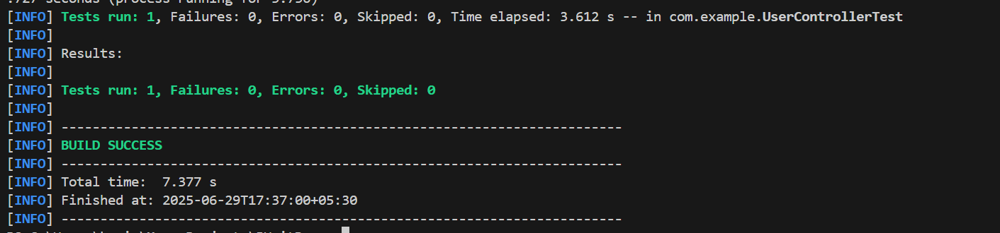 .727 seconds (process running for 5.756)
[INFO] Tests run: 1, Failures: 0, Errors: 0, Skipped: 0, Time elapsed: 3.612 s -- in com.example.UserControllerTest
[INFO]
[INFO] Results:
[INFO]
[INFO] Tests run: 1, Failures: 0, Errors: 0, Skipped: 0
[INFO]
[INFO] ------------------------------------------------------------------------
[INFO] BUILD SUCCESS
[INFO] ------------------------------------------------------------------------
[INFO] Total time:  7.377 s
[INFO] Finished at: 2025-06-29T17:37:00+05:30
[INFO] ------------------------------------------------------------------------